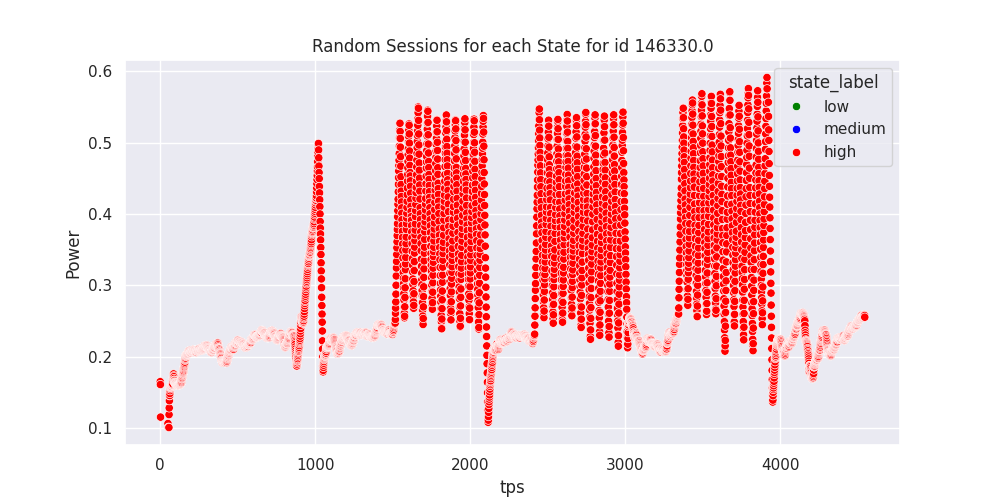 Random Sessions for each State for id 146330.0
state_label
low
medium
high
0.6
0.5
0.4
0.3
0.2
0.1
Power
0 1000 2000 3000 4000
tps